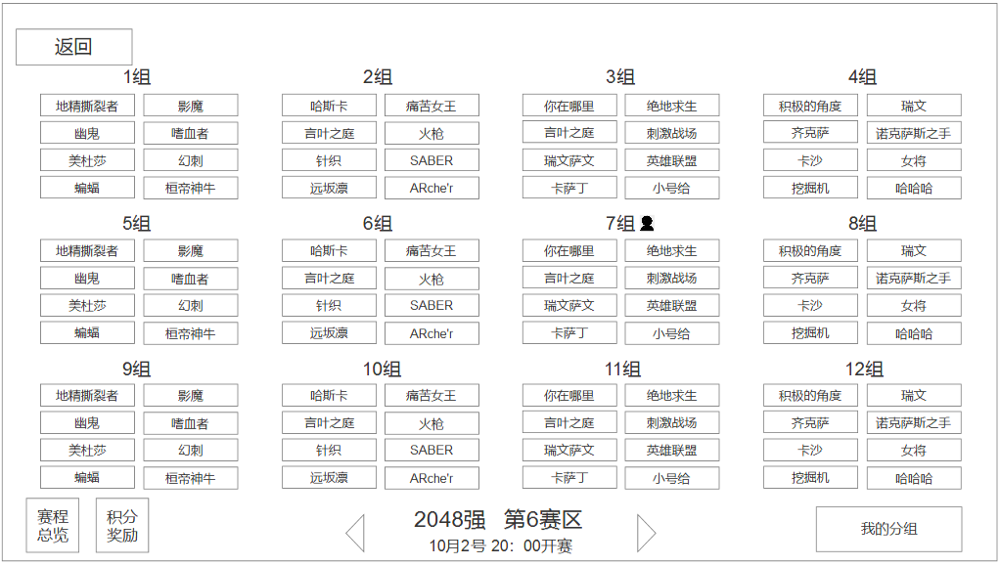 返回
1组 2组 3组 4组
地精撕裂者 影魔 哈斯卡 痛苦女王 你在哪里 绝地求生 积极的角度 瑞文
幽鬼 嗜血者 言叶之庭 火枪 言叶之庭 刺激战场 齐克萨 诺克萨斯之手
美杜莎 幻刺 针织 SABER 瑞文萨文 英雄联盟 卡沙 女将
蝙蝠 桓帝神牛 远坂凛 ARche'r 卡萨丁 小号给 挖掘机 哈哈哈
5组 6组 7组 8组
地精撕裂者 影魔 哈斯卡 痛苦女王 你在哪里 绝地求生 积极的角度 瑞文
幽鬼 嗜血者 言叶之庭 火枪 言叶之庭 刺激战场 齐克萨 诺克萨斯之手
美杜莎 幻刺 针织 SABER 瑞文萨文 英雄联盟 卡沙 女将
蝙蝠 桓帝神牛 远坂凛 ARche'r 卡萨丁 小号给 挖掘机 哈哈哈
9组 10组 11组 12组
地精撕裂者 影魔 哈斯卡 痛苦女王 你在哪里 绝地求生 积极的角度 瑞文
幽鬼 嗜血者 言叶之庭 火枪 言叶之庭 刺激战场 齐克萨 诺克萨斯之手
美杜莎 幻刺 针织 SABER 瑞文萨文 英雄联盟 卡沙 女将
蝙蝠 桓帝神牛 远坂凛 ARche'r 卡萨丁 小号给 挖掘机 哈哈哈
赛程
总览
积分
奖励
2048强 第6赛区
10月2号 20：00开赛
我的分组